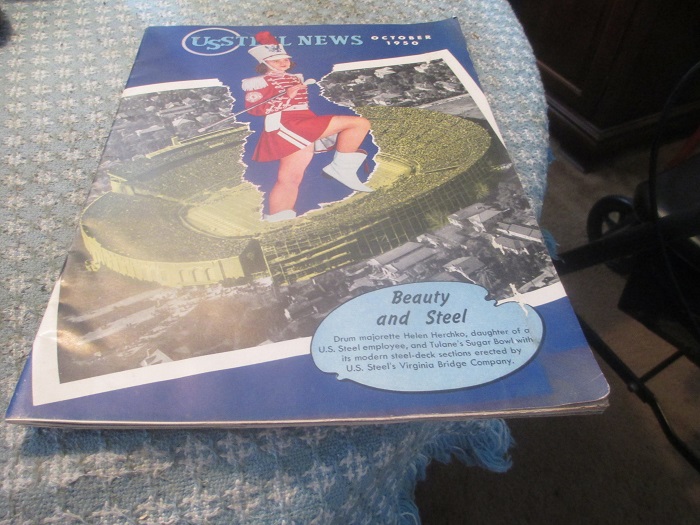 USSTEEL NEWS OCTOBER
1950
Beauty
and Steel
Drum majorette Helen Herchko, daughter of a
U.S. Steel employee, and Tulane's Sugar Bowl with
its modern steel-deck sections erected by
U.S. Steel's Virginia Bridge Company.